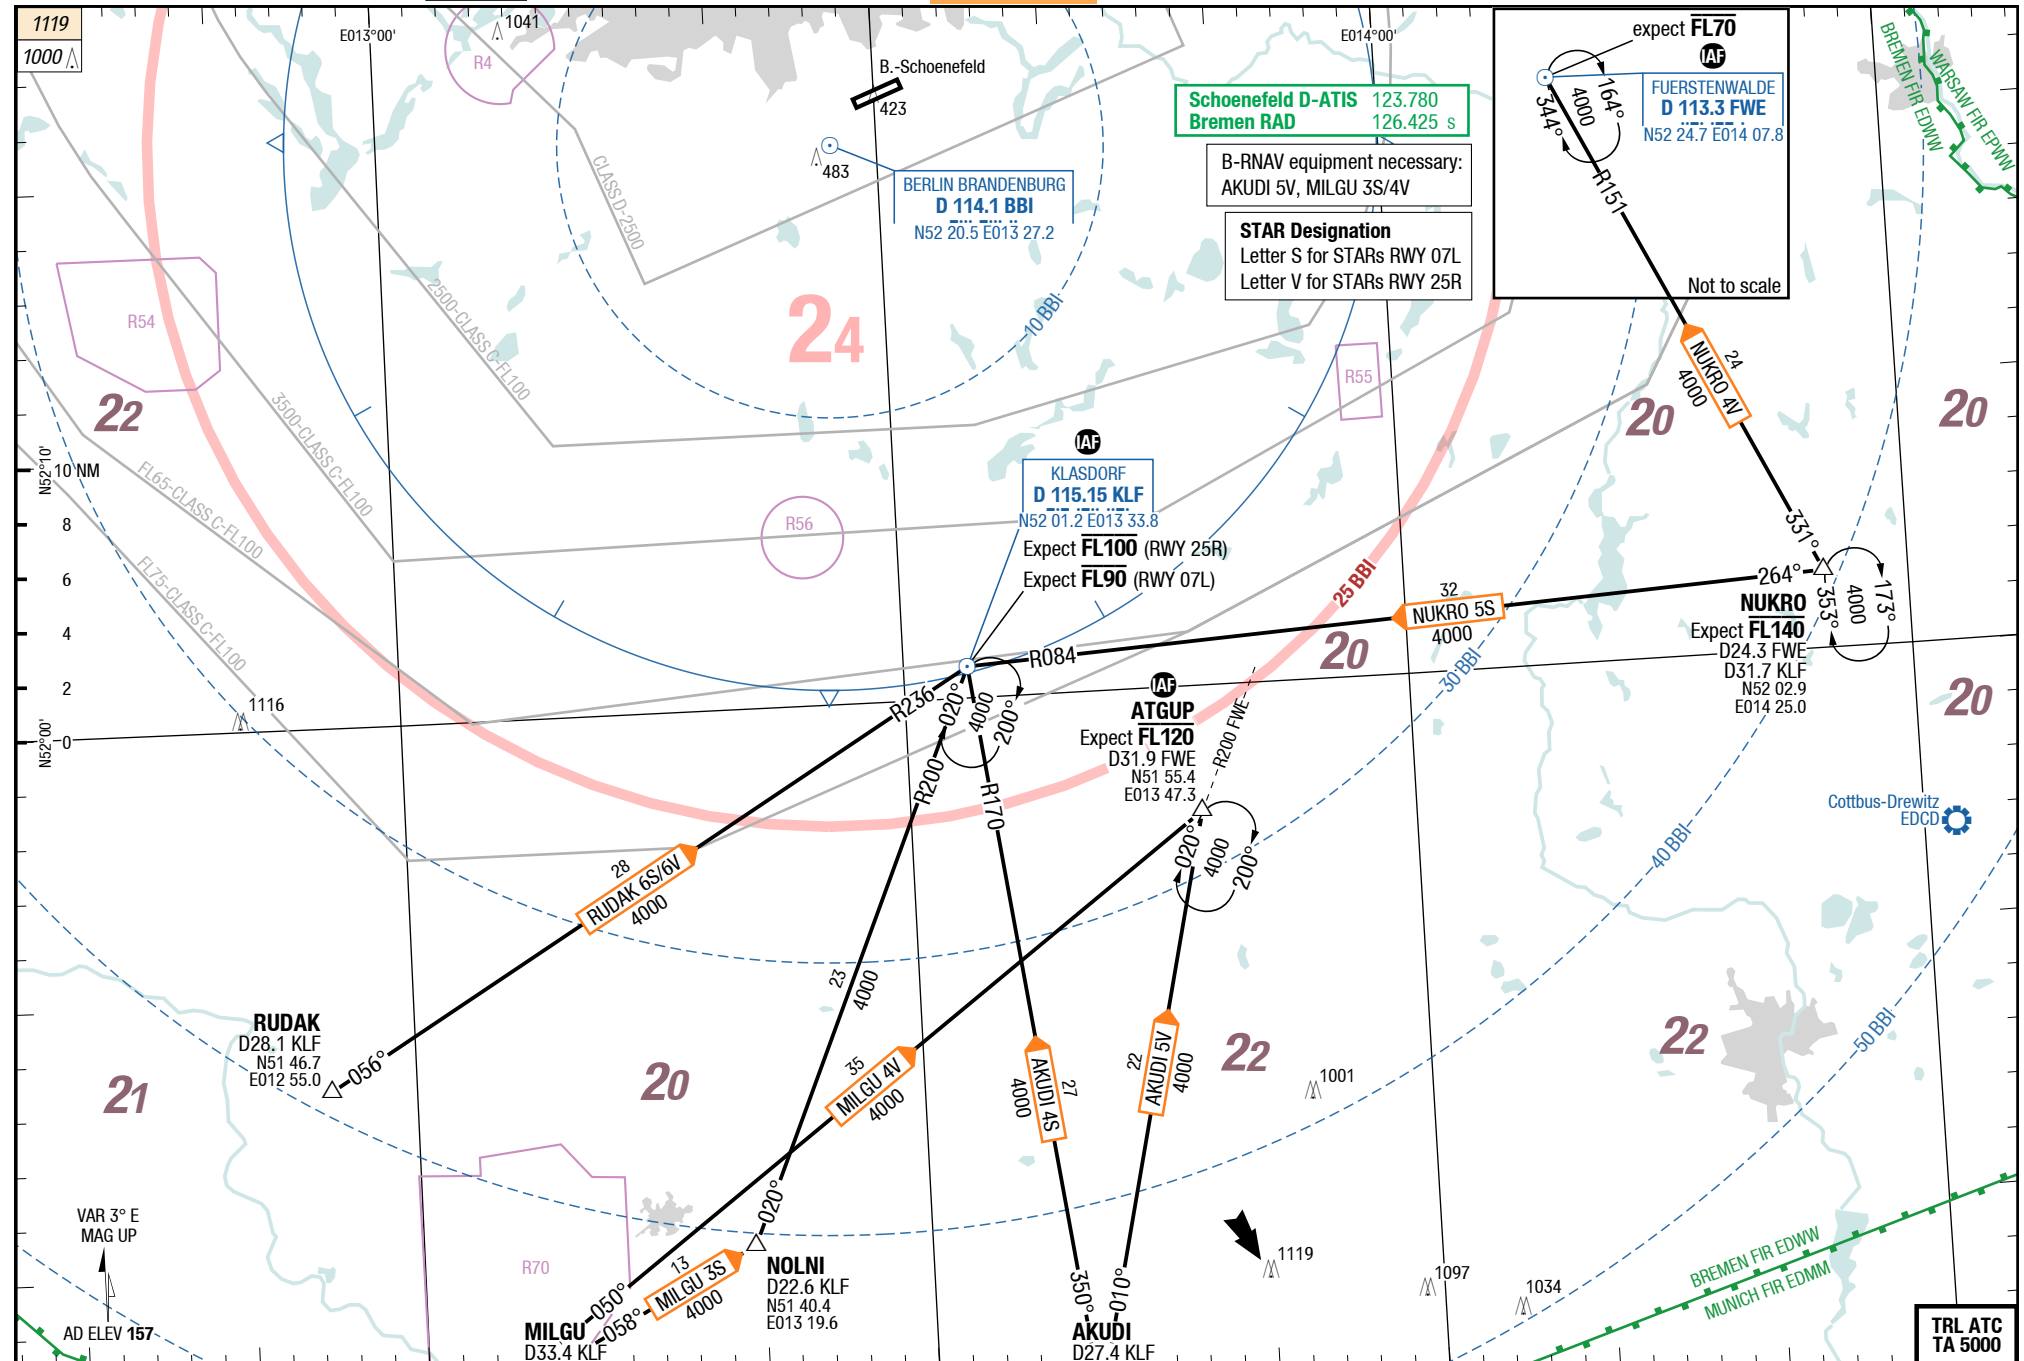 1119
1000
1041
R4
E013°00'
B.-Schoenefeld
423
483
BERLIN BRANDENBURG
D 114.1 BBI
N52 20.5 E013 27.2
CLASS D-2500
E014°00'
Schoenefeld D-ATIS 123.780
Bremen RAD 126.425 S
B-RNAV equipment necessary:
AKUDI 5V, MILGU 3S/4V
STAR Designation
Letter S for STARs RWY 07L
Letter V for STARs RWY 25R
expect FL70
IAF
FUERSTENWALDE
D 113.3 FWE
N52 24.7 E014 07.8
344°
4000
164°
R151
Not to scale
BREMEN FIR EDWW
WARSAW FIR EPWW
R54
2500-CLASS C-FL100
24
10 BBI
R55
22
3500-CLASS C-FL100
FL65-CLASS C-FL100
FL75-CLASS C-FL100
N52°10'
10 NM
8
6
4
2
0
N52°00'
R56
IAF
KLASDORF
D 115.15 KLF
N52 01.2 E013 33.8
Expect FL100 (RWY 25R)
Expect FL90 (RWY 07L)
25 BBI
24
NUKRO 4V
4000
20
20
331°
32
NUKRO 5S
4000
264°
NUKRO
Expect FL140
D24.3 FWE
D31.7 KLF
N52 02.9
E014 25.0
353°
4000
173°
20
20
R084
30 BBI
1116
R236
020°
4000
200°
R200
R170
IAF
ATGUP
Expect FL120
D31.9 FWE
N51 55.4
E013 47.3
R200 FWE
020°
4000
200°
Cottbus-Drewitz
EDCD
40 BBI
28
RUDAK 6S/6V
4000
23
4000
RUDAK
D28.1 KLF
N51 46.7
E012 55.0
056°
21
20
35
MILGU 4V
4000
27
AKUDI 4S
4000
22
AKUDI 5V
4000
22
22
50 BBI
1001
VAR 3° E
MAG UP
AD ELEV 157
R70
020°
NOLNI
D22.6 KLF
N51 40.4
E013 19.6
13
MILGU 3S
4000
050°
058°
MILGU
D33.4 KLF
350°
010°
AKUDI
D27.4 KLF
1119
1097
1034
BREMEN FIR EDWW
MUNICH FIR EDMM
TRL ATC
TA 5000